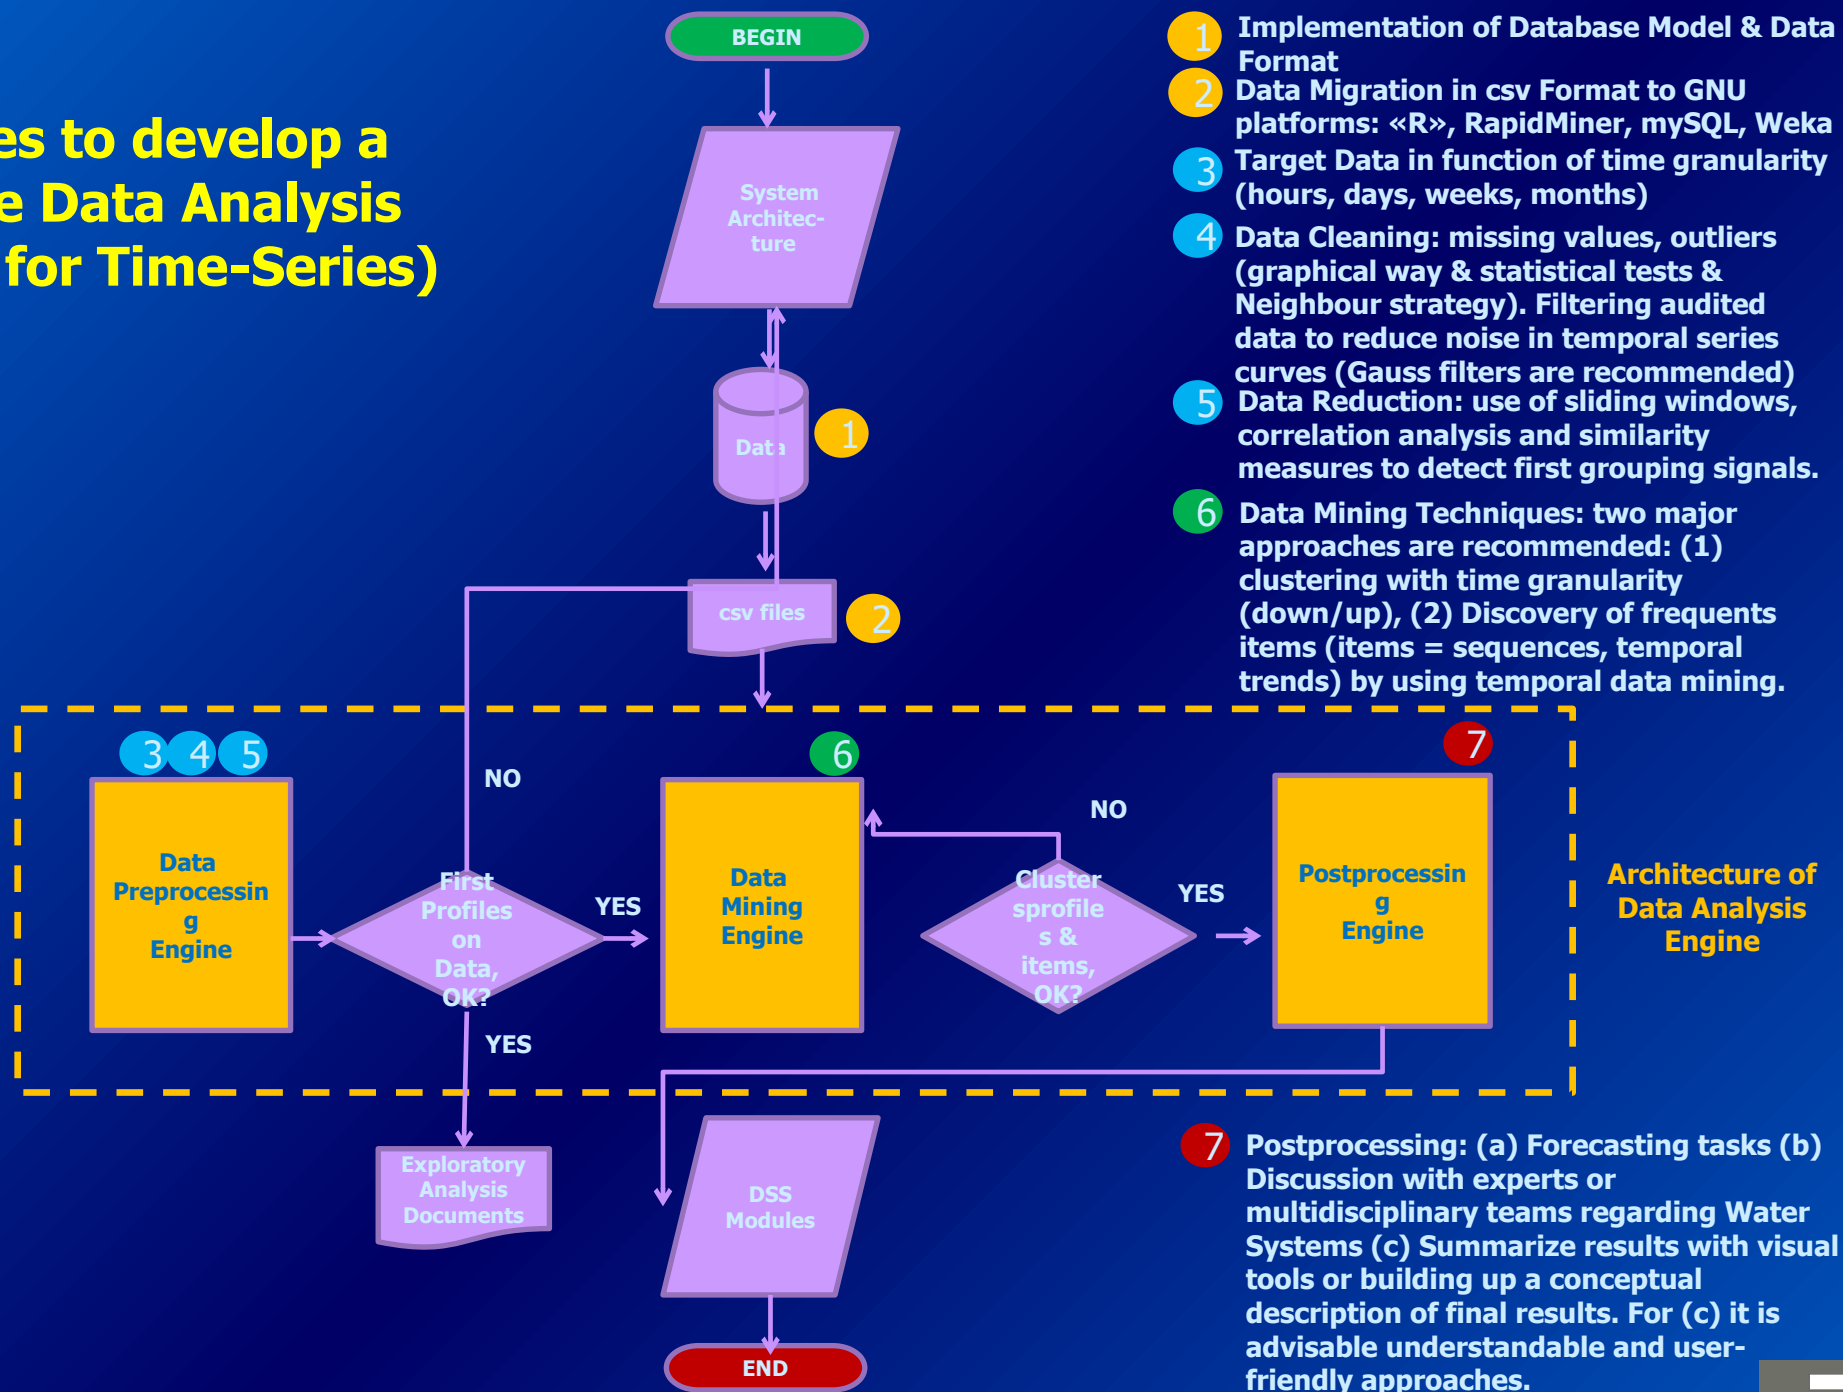 es to develop a
e Data Analysis
for Time-Series)
BEGIN
System
Architec-
ture
Data
1
csv files
2
3 4 5
Data
Preprocessin
g
Engine
NO
First
Profiles
on
Data,
OK?
YES
YES
6
Data
Mining
Engine
NO
Cluster
sprofile
s &
items,
OK?
YES
7
Postprocessin
g
Engine
Architecture of
Data Analysis
Engine
Exploratory
Analysis
Documents
DSS
Modules
END
1 Implementation of Database Model & Data
Format
2 Data Migration in csv Format to GNU
platforms: «R», RapidMiner, mySQL, Weka
3 Target Data in function of time granularity
(hours, days, weeks, months)
4 Data Cleaning: missing values, outliers
(graphical way & statistical tests &
Neighbour strategy). Filtering audited
data to reduce noise in temporal series
curves (Gauss filters are recommended)
5 Data Reduction: use of sliding windows,
correlation analysis and similarity
measures to detect first grouping signals.
6 Data Mining Techniques: two major
approaches are recommended: (1)
clustering with time granularity
(down/up), (2) Discovery of frequents
items (items = sequences, temporal
trends) by using temporal data mining.
7 Postprocessing: (a) Forecasting tasks (b)
Discussion with experts or
multidisciplinary teams regarding Water
Systems (c) Summarize results with visual
tools or building up a conceptual
description of final results. For (c) it is
advisable understandable and user-
friendly approaches.